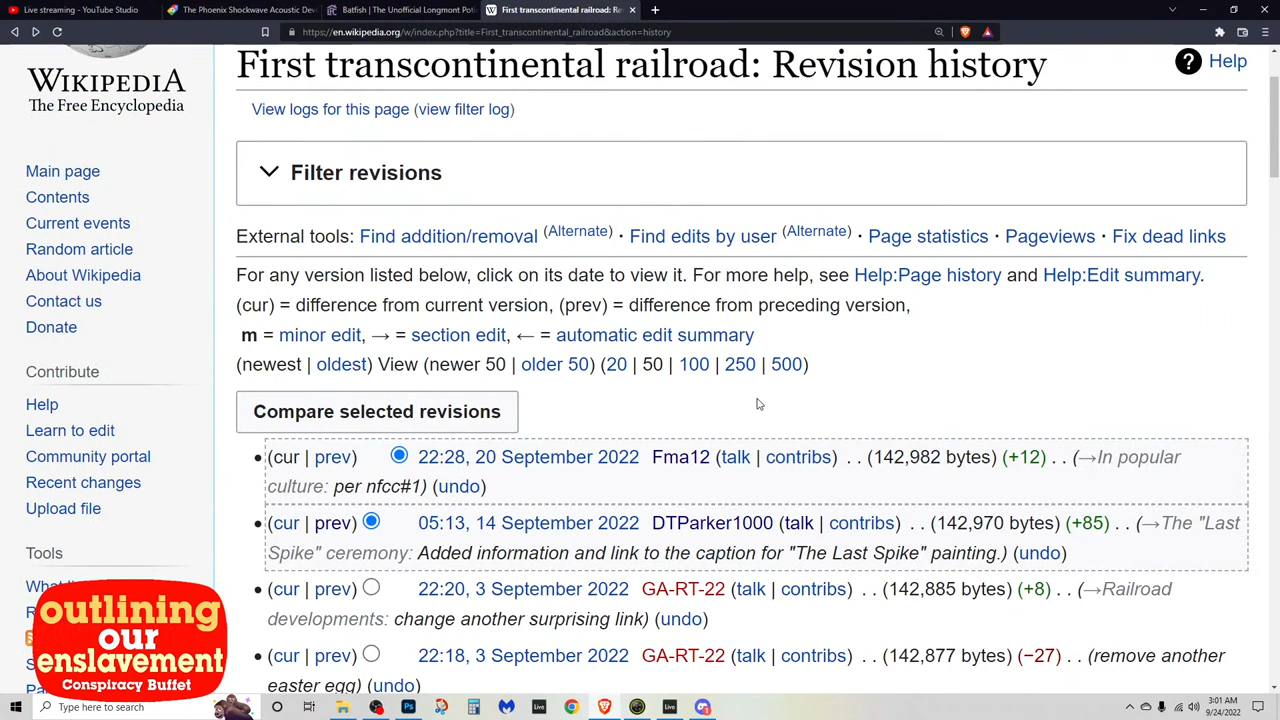 Live streaming - YouTube Studio
The Phoenix Shockwave Acoustic Dev
Batfish | The Unofficial Longmont Poti
First transcontinental railroad: R
https://en.wikipedia.org/w/index.php?title=First_transcontinental_railroad&action=history
WIKIPEDIA
The Free Encyclopedia
Main page
Contents
Current events
Random article
About Wikipedia
Contact us
Donate
Contribute
Help
Learn to edit
Community portal
Recent changes
Upload file
Tools
First transcontinental railroad: Revision history
? Help
View logs for this page (view filter log)
Filter revisions
External tools: Find addition/removal (Alternate) · Find edits by user (Alternate) · Page statistics · Pageviews · Fix dead links
For any version listed below, click on its date to view it. For more help, see Help:Page history and Help:Edit summary.
(cur) = difference from current version, (prev) = difference from preceding version,
m = minor edit, → = section edit, ← = automatic edit summary
(newest | oldest) View (newer 50 | older 50) (20 | 50 | 100 | 250 | 500)
Compare selected revisions
(cur | prev) 22:28, 20 September 2022 Fma12 (talk | contribs) . . (142,982 bytes) (+12) . . (→In popular
culture: per nfcc#1) (undo)
(cur | prev) 05:13, 14 September 2022 DTParker1000 (talk | contribs) . . (142,970 bytes) (+85) . . (→The "Last
Spike" ceremony: Added information and link to the caption for "The Last Spike" painting.) (undo)
(cur | prev) 22:20, 3 September 2022 GA-RT-22 (talk | contribs) . . (142,885 bytes) (+8) . . (→Railroad
developments: change another surprising link) (undo)
(cur | prev) 22:18, 3 September 2022 GA-RT-22 (talk | contribs) . . (142,877 bytes) (−27) . . (remove another
easter egg) (undo)
outlining
our
enslavement
Conspiracy Buffet
Type here to search
Live
Live
3:01 AM
9/24/2022